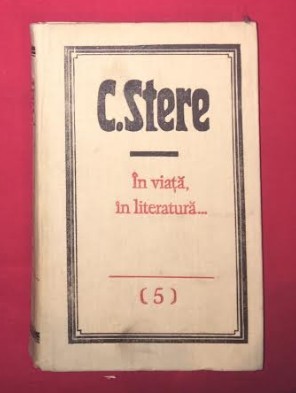 C.Stere
În viață,
în literatură...
(5)